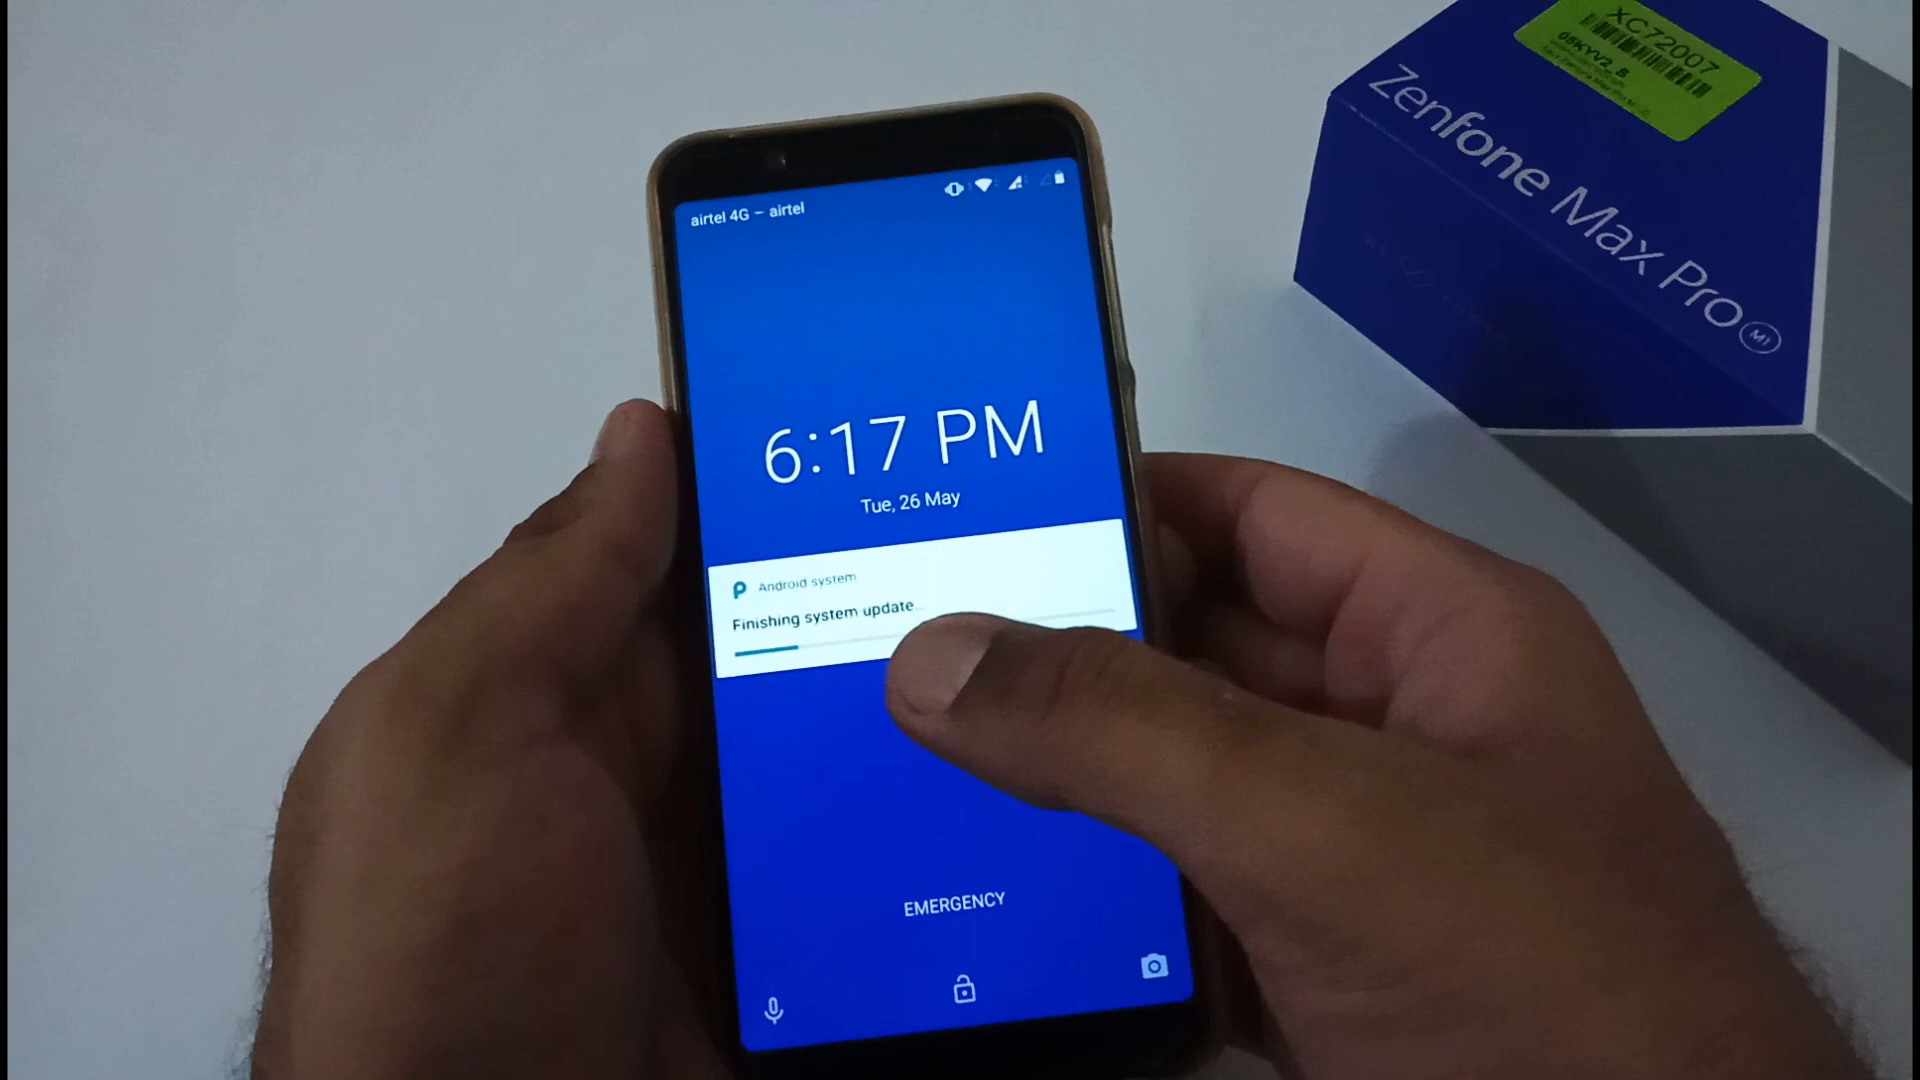 airtel 4G – airtel
6:17 PM
Tue, 26 May
Android system
Finishing system update...
EMERGENCY
XC72007
Zenfone Max Pro
M1